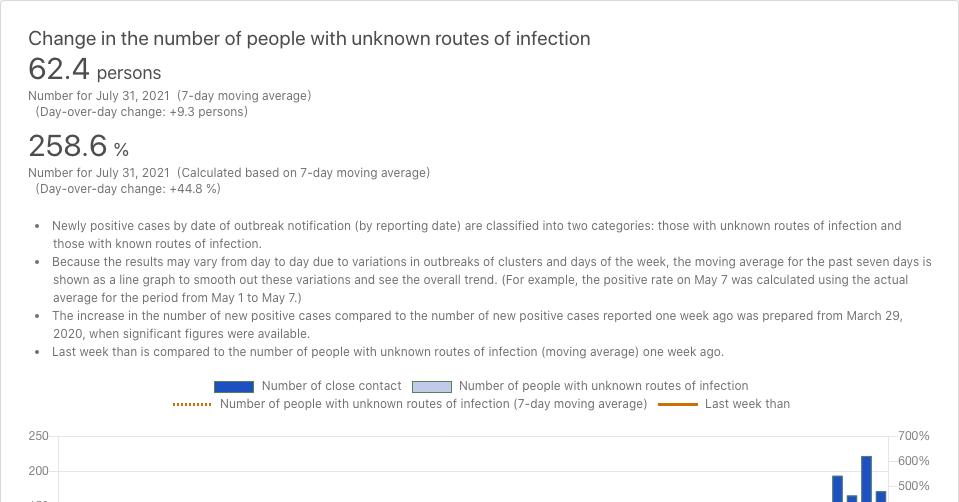 Change in the number of people with unknown routes of infection
62.4 persons
Number for July 31, 2021 (7-day moving average)
(Day-over-day change: +9.3 persons)
258.6 %
Number for July 31, 2021 (Calculated based on 7-day moving average)
(Day-over-day change: +44.8 %)
• Newly positive cases by date of outbreak notification (by reporting date) are classified into two categories: those with unknown routes of infection and
those with known routes of infection.
• Because the results may vary from day to day due to variations in outbreaks of clusters and days of the week, the moving average for the past seven days is
shown as a line graph to smooth out these variations and see the overall trend. (For example, the positive rate on May 7 was calculated using the actual
average for the period from May 1 to May 7.)
• The increase in the number of new positive cases compared to the number of new positive cases reported one week ago was prepared from March 29,
2020, when significant figures were available.
• Last week than is compared to the number of people with unknown routes of infection (moving average) one week ago.
Number of close contact Number of people with unknown routes of infection
Number of people with unknown routes of infection (7-day moving average) Last week than
250 700%
600%
200
500%